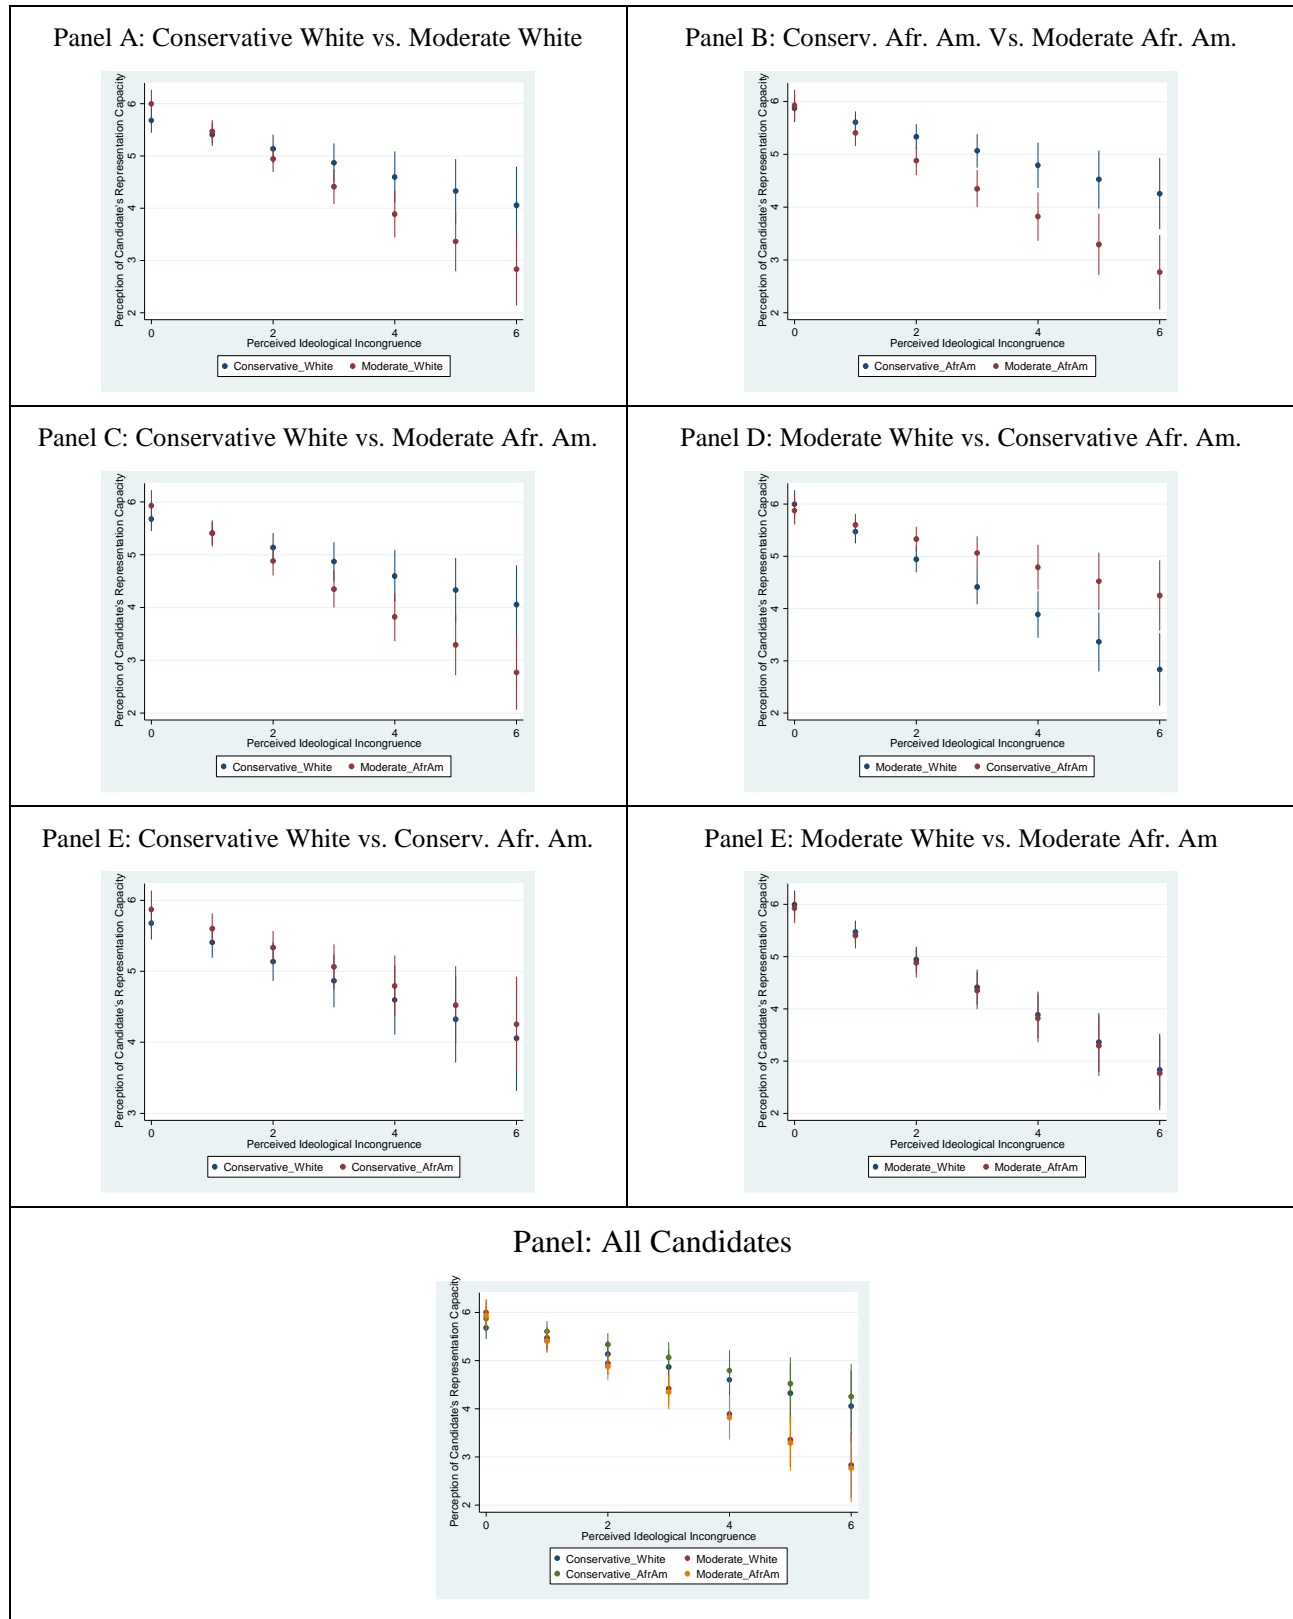 Panel A: Conservative White vs. Moderate White
Perception of Candidate's Representation Capacity
6
5
4
3
2
0 2 4 6
Perceived Ideological Incongruence
Conservative_White Moderate_White
Panel B: Conserv. Afr. Am. Vs. Moderate Afr. Am.
Perception of Candidate's Representation Capacity
6
5
4
3
2
0 2 4 6
Perceived Ideological Incongruence
Conservative_AfrAm Moderate_AfrAm
Panel C: Conservative White vs. Moderate Afr. Am.
Perception of Candidate's Representation Capacity
6
5
4
3
2
0 2 4 6
Perceived Ideological Incongruence
Conservative_White Moderate_AfrAm
Panel D: Moderate White vs. Conservative Afr. Am.
Perception of Candidate's Representation Capacity
6
5
4
3
2
0 2 4 6
Perceived Ideological Incongruence
Moderate_White Conservative_AfrAm
Panel E: Conservative White vs. Conserv. Afr. Am.
Perception of Candidate's Representation Capacity
6
5
4
3
0 2 4 6
Perceived Ideological Incongruence
Conservative_White Conservative_AfrAm
Panel E: Moderate White vs. Moderate Afr. Am
Perception of Candidate's Representation Capacity
6
5
4
3
2
0 2 4 6
Perceived Ideological Incongruence
Moderate_White Moderate_AfrAm
Panel: All Candidates
Perception of Candidate's Representation Capacity
6
5
4
3
2
0 2 4 6
Perceived Ideological Incongruence
Conservative_White Moderate_White
Conservative_AfrAm Moderate_AfrAm